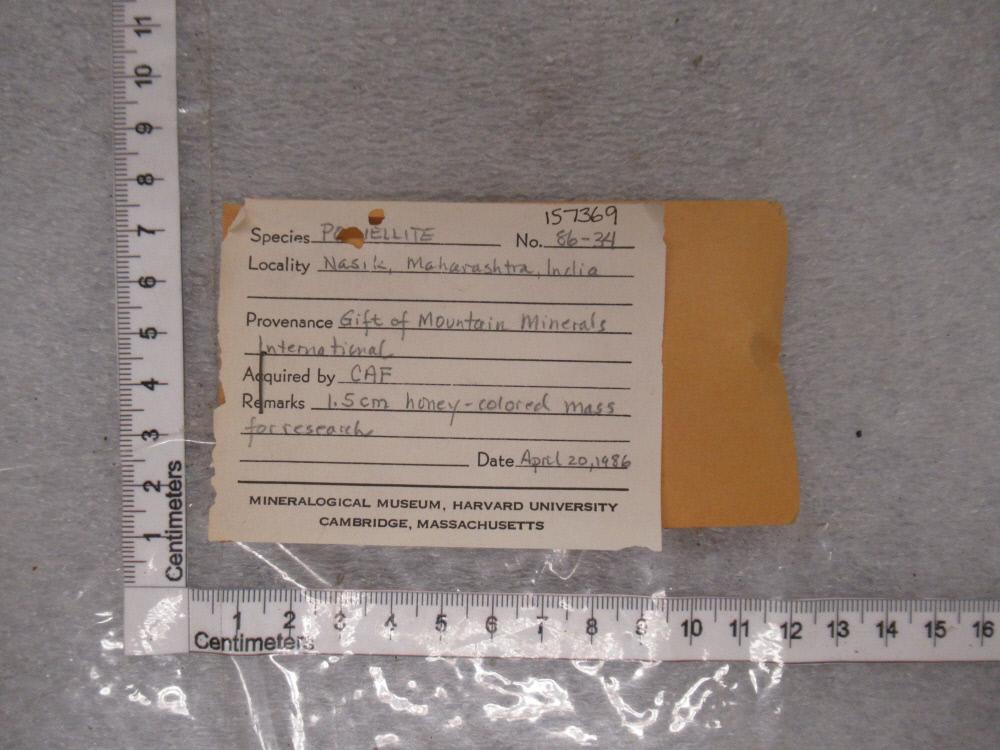 157369
Species PO IELLITE No. 86-34
Locality Nasik, Maharashtra, India
Provenance Gift of Mountain Minerals
International
Acquired by CAF
Remarks 1.5cm honey-colored mass
for research
Date April 20, 1986
MINERALOGICAL MUSEUM, HARVARD UNIVERSITY
CAMBRIDGE, MASSACHUSETTS
11
10
9
8
7
6
5
4
3
2
1
Centimeters
1 2 3 4 5 6 7 8 9 10 11 12 13 14 15 16
Centimeters